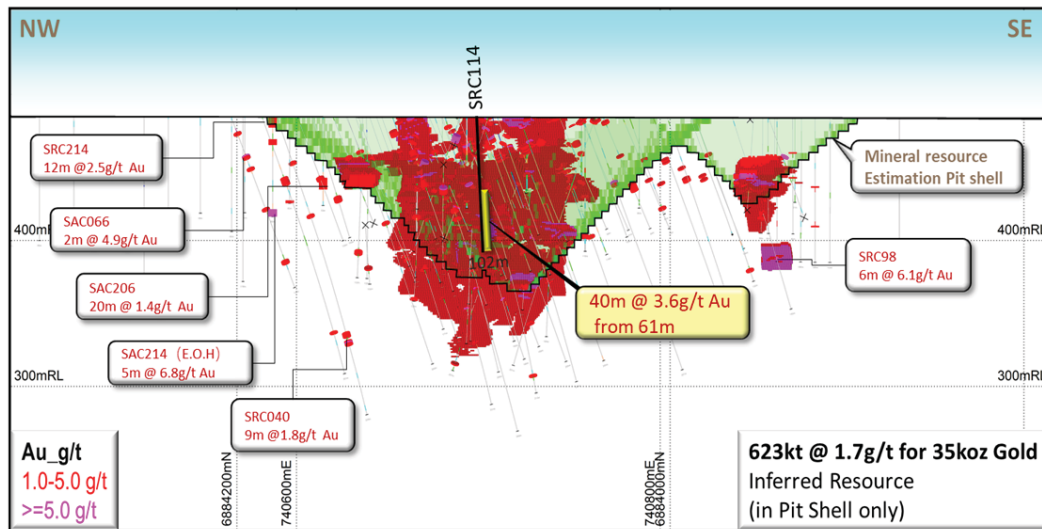 NW
SE
SRC114
SRC214
12m @2.5g/t Au
Mineral resource
Estimation Pit shell
SAC066
2m @ 4.9g/t Au
400mRL
400mRL
102m
SRC98
6m @ 6.1g/t Au
SAC206
20m @ 1.4g/t Au
40m @ 3.6g/t Au
from 61m
SAC214 (E.O.H)
5m @ 6.8g/t Au
300mRL
300mRL
SRC040
9m @1.8g/t Au
Au_g/t
1.0-5.0 g/t
>=5.0 g/t
6884200mN
740600mE
740800mE
6884000mN
623kt @ 1.7g/t for 35koz Gold
Inferred Resource
(in Pit Shell only)